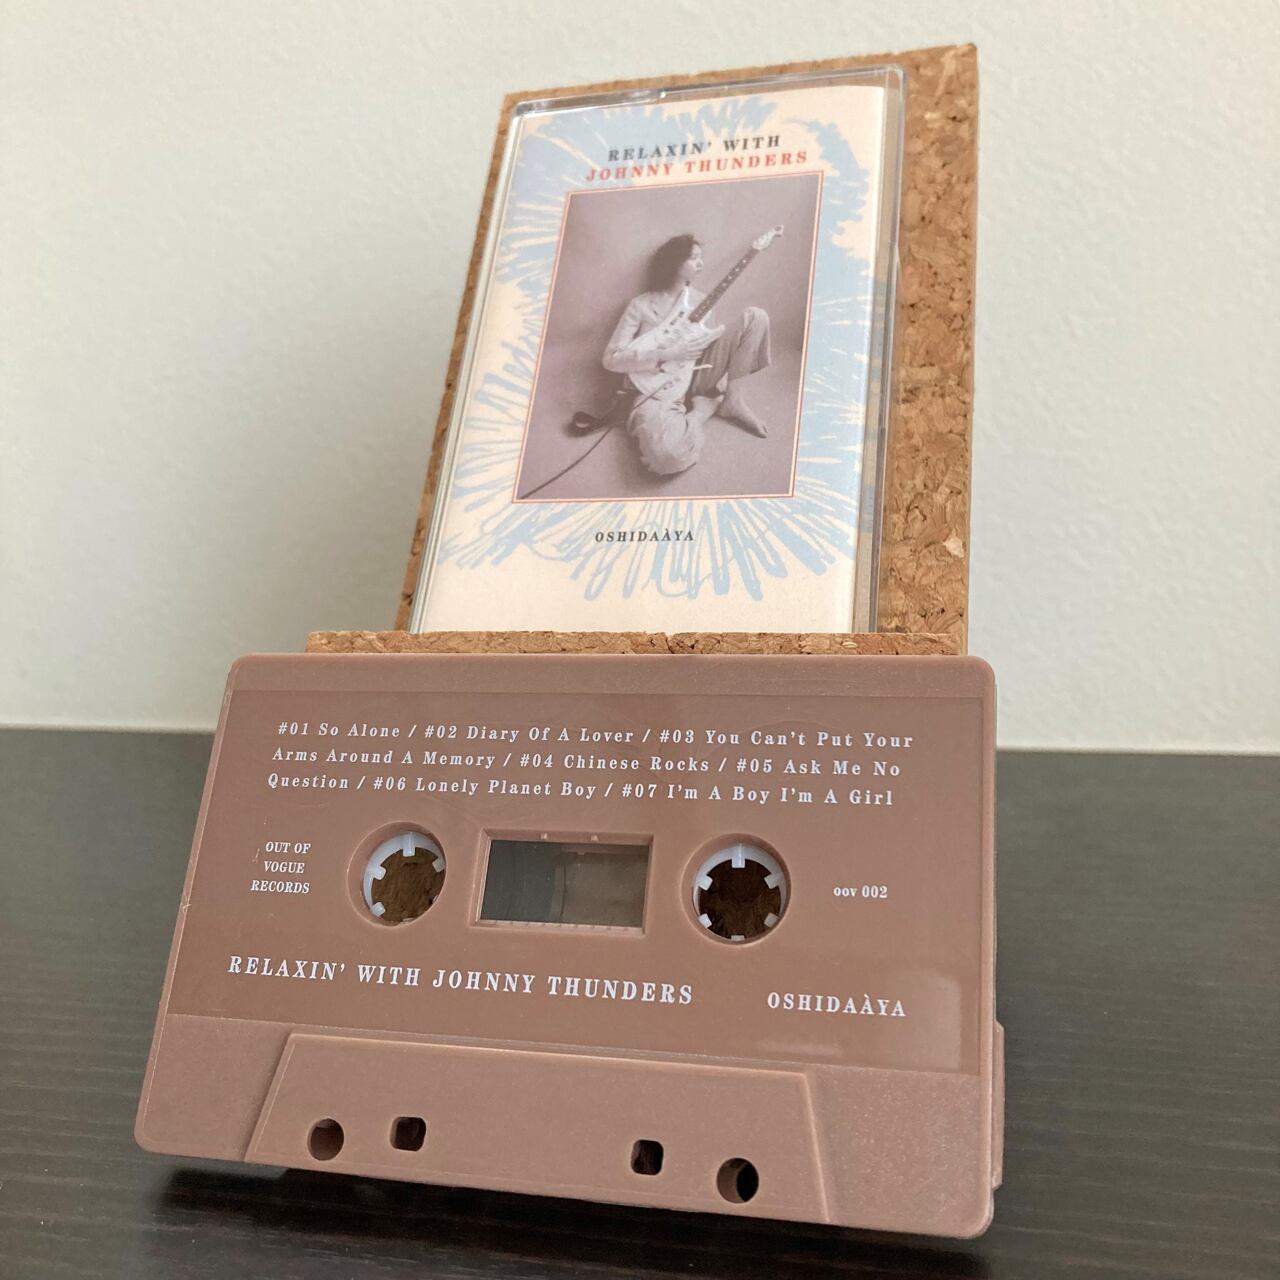 RELAXIN' WITH
JOHNNY THUNDERS
OSHIDAÀYA
#01 So Alone / #02 Diary Of A Lover / #03 You Can't Put Your
Arms Around A Memory / #04 Chinese Rocks / #05 Ask Me No
Question / #06 Lonely Planet Boy / #07 I'm A Boy I'm A Girl
OUT OF
VOGUE
RECORDS
oov 002
RELAXIN' WITH JOHNNY THUNDERS
OSHIDAÀYA